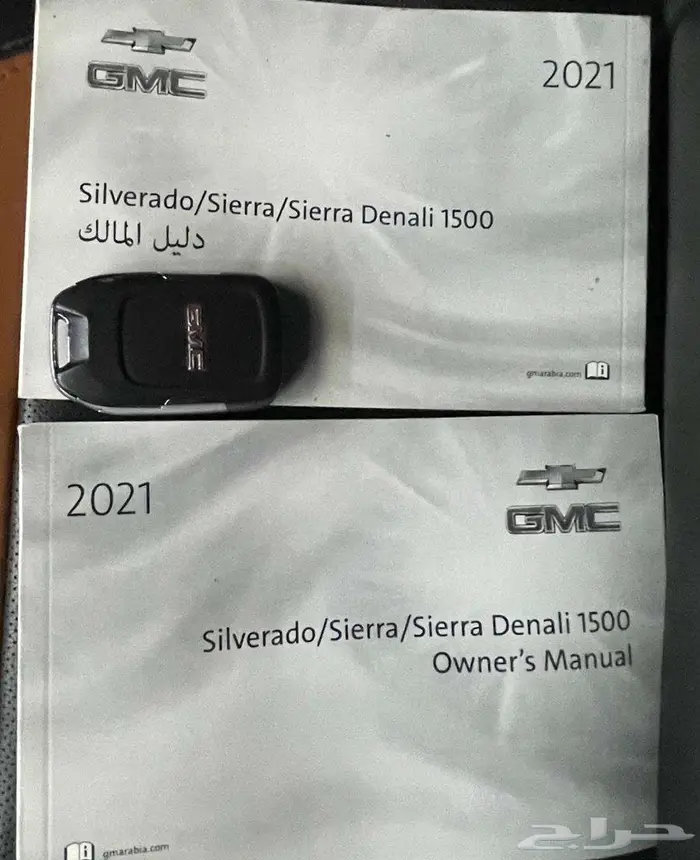 GMC
2021
Silverado/Sierra/Sierra Denali 1500
دليل المالك
GMC
gmarabia.com
2021
GMC
Silverado/Sierra/Sierra Denali 1500
Owner's Manual
gmarabia.com
حراج